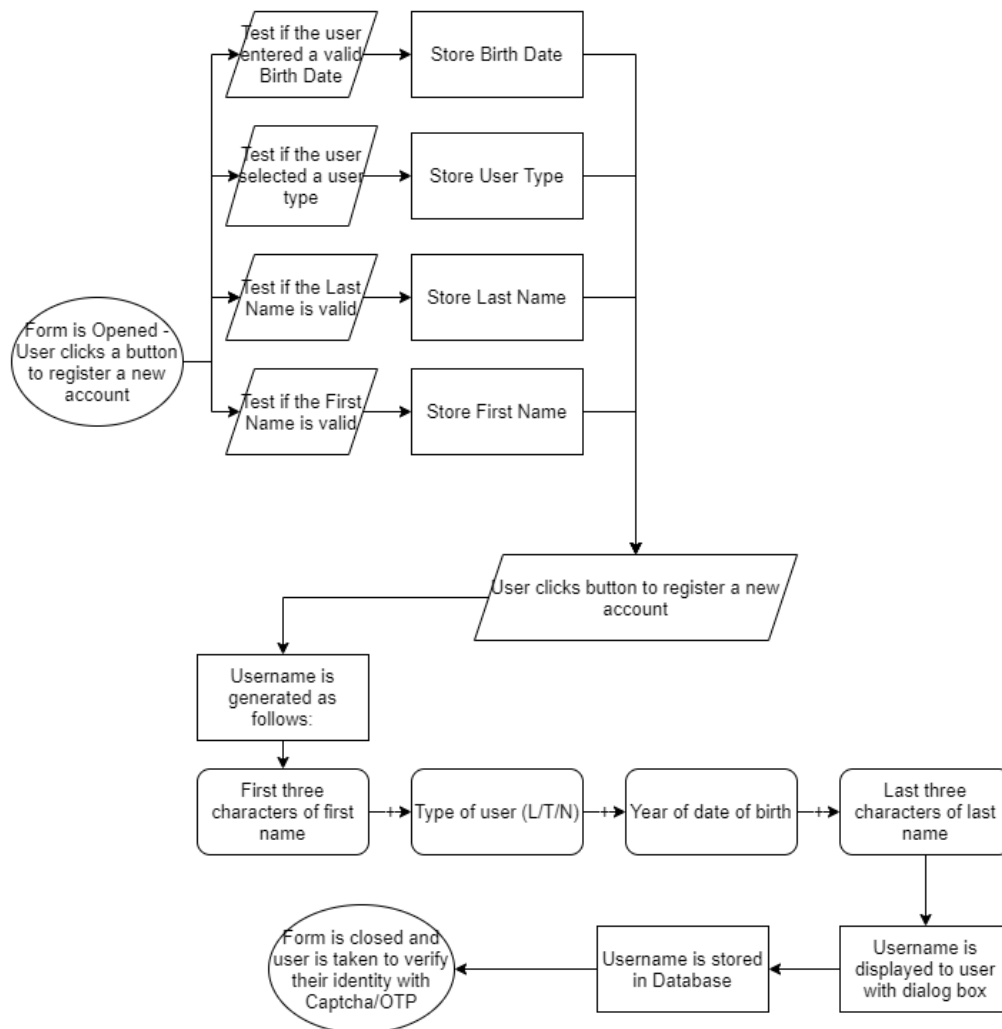 Test if the user
entered a valid
Birth Date
Store Birth Date
Test if the user
selected a user
type
Store User Type
Test if the Last
Name is valid
Store Last Name
Form is Opened -
User clicks a button
to register a new
account
Test if the First
Name is valid
Store First Name
User clicks button to register a new
account
Username is
generated as
follows:
First three
characters of first
name
+
Type of user (L/T/N)
+
Year of date of birth
+
Last three
characters of last
name
Username is
displayed to user
with dialog box
Username is stored
in Database
Form is closed and
user is taken to verify
their identity with
Captcha/OTP